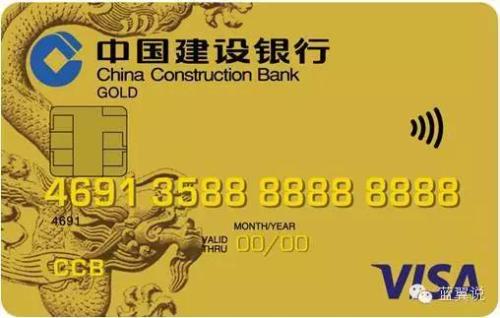 中国建设银行
China Construction Bank
GOLD
4691 3588 8888 8888
4691
MONTH/YEAR
VALID THRU 00/00
CCB
VISA
蓝翼说